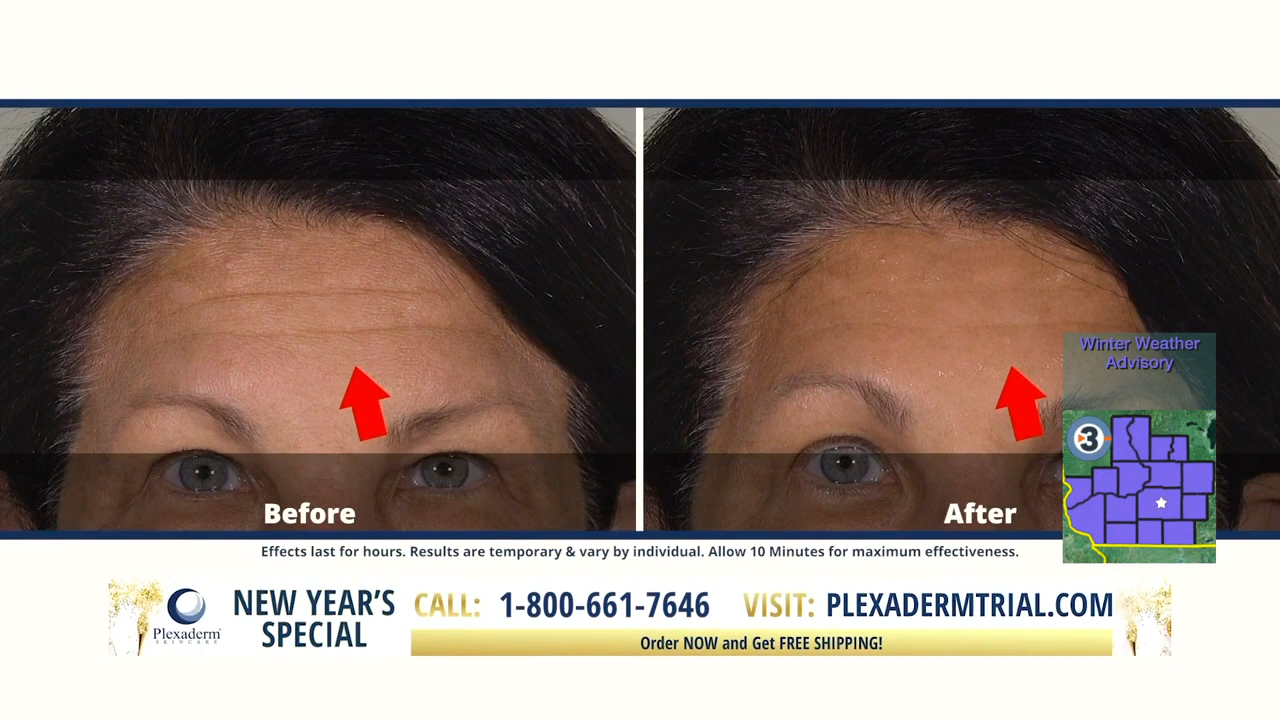 Winter Weather
Advisory
3
Before
After
Effects last for hours. Results are temporary & vary by individual. Allow 10 Minutes for maximum effectiveness.
Plexaderm
SKINCARE
NEW YEAR'S
SPECIAL
CALL: 1-800-661-7646 VISIT: PLEXADERMTRIAL.COM
Order NOW and Get FREE SHIPPING!